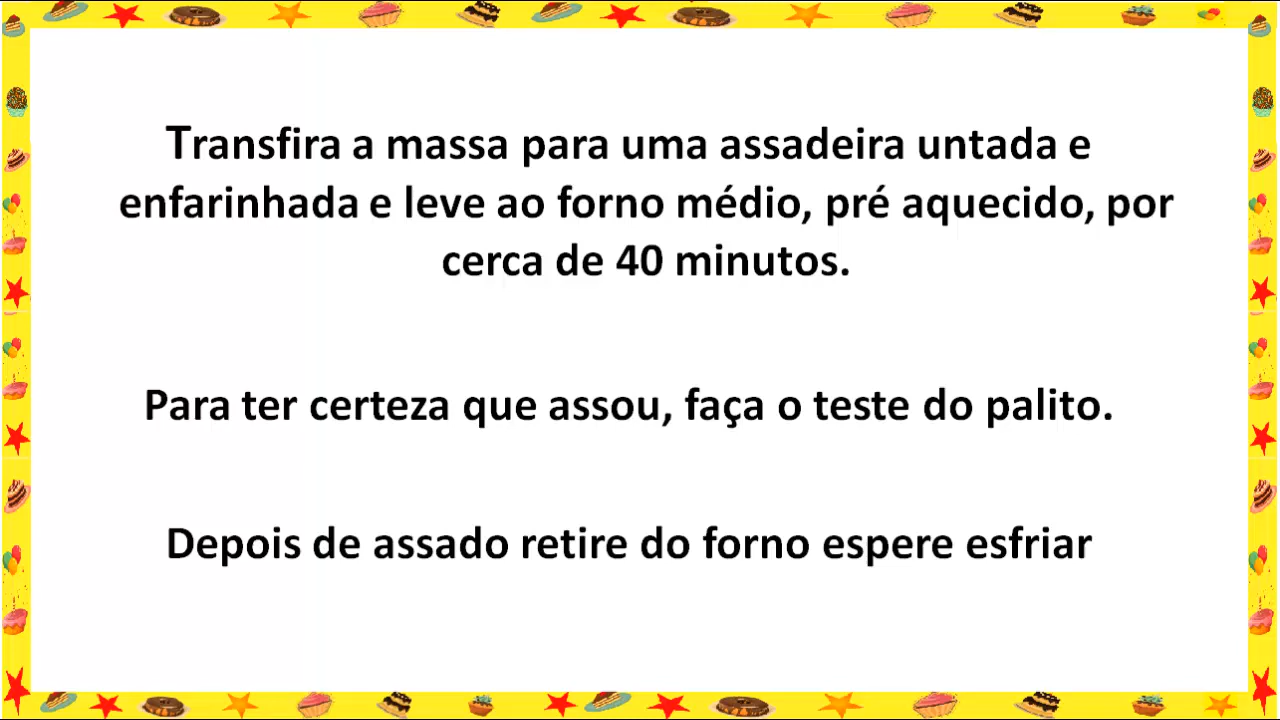 Transfira a massa para uma assadeira untada e
enfarinhada e leve ao forno médio, pré aquecido, por
cerca de 40 minutos.
Para ter certeza que assou, faça o teste do palito.
Depois de assado retire do forno espere esfriar